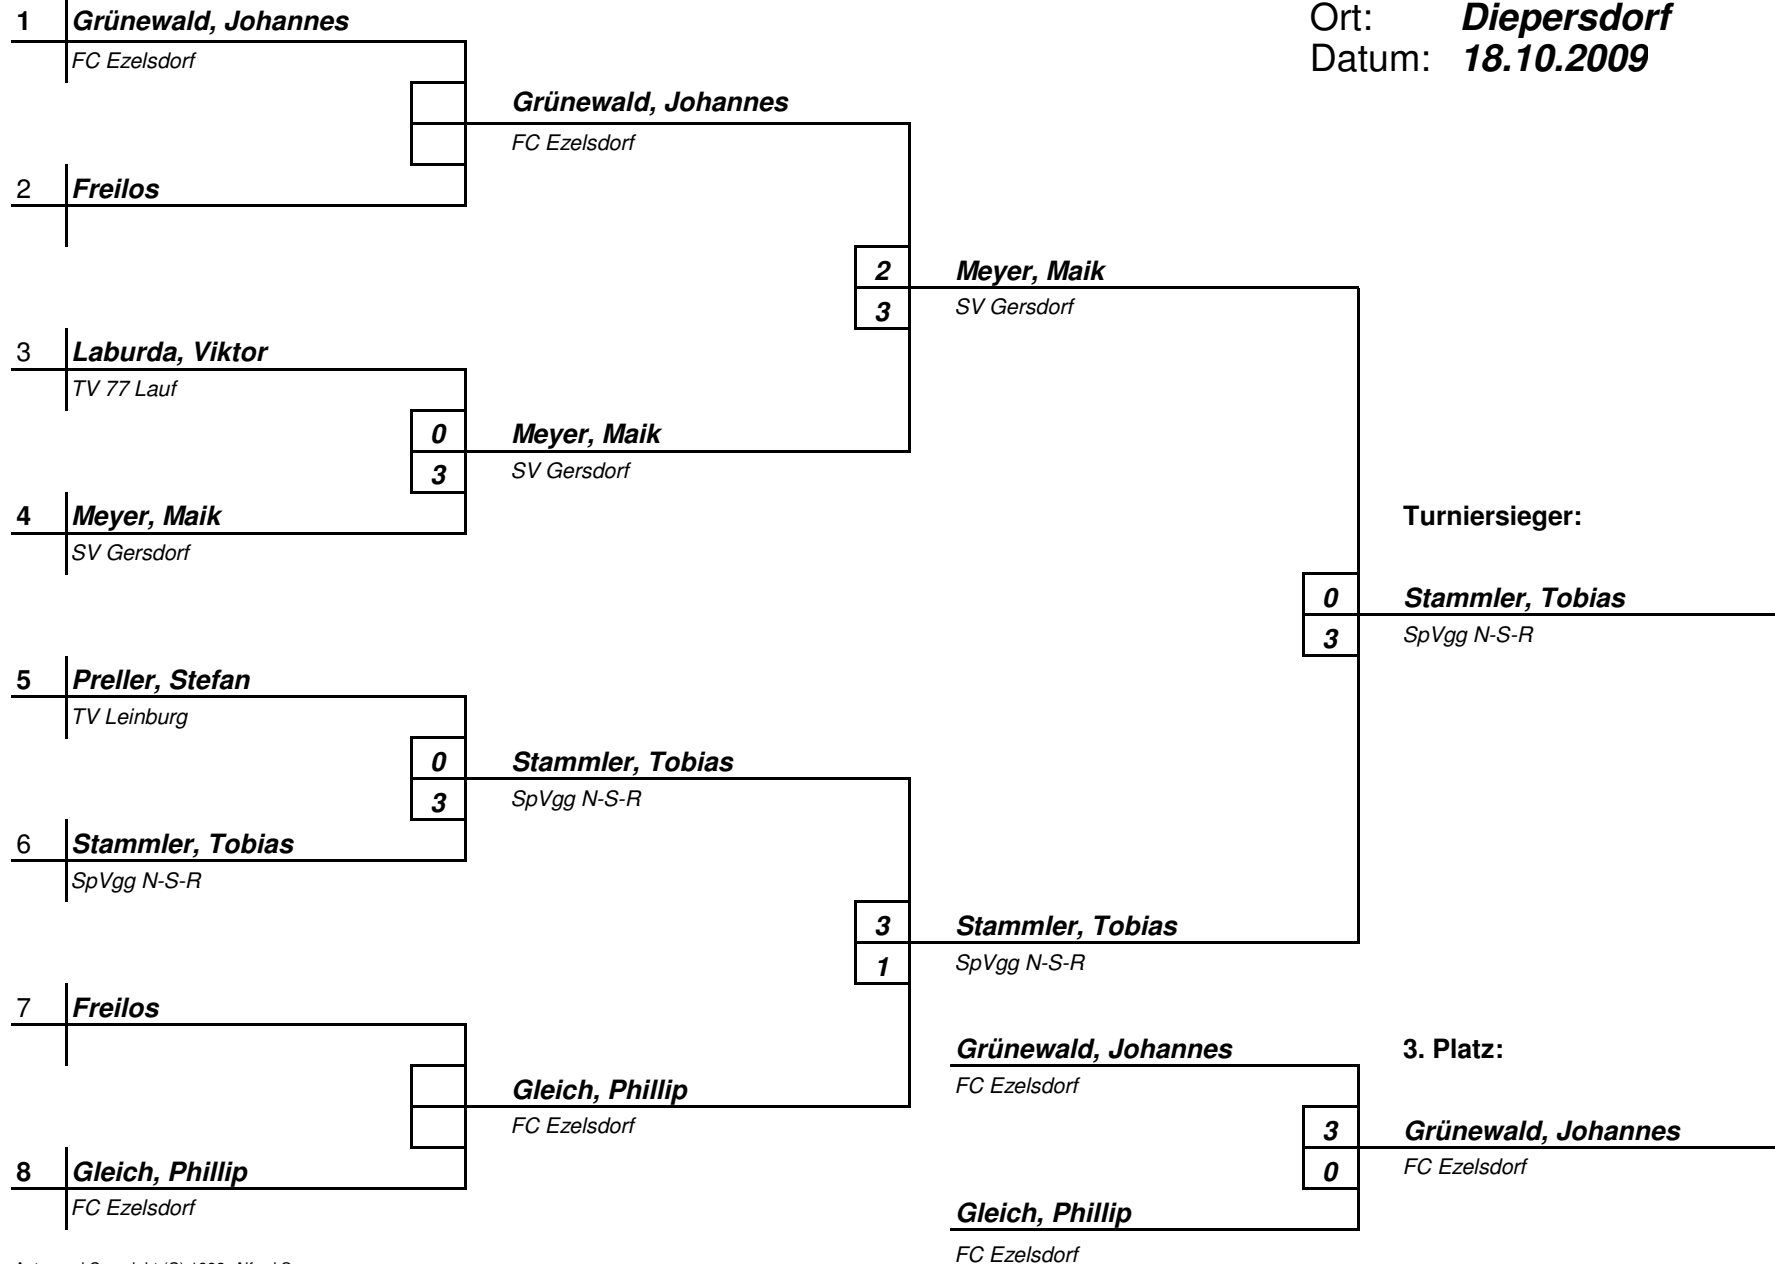 Ort: Diepersdorf
Datum: 18.10.2009
1 Grünewald, Johannes
FC Ezelsdorf
Grünewald, Johannes
FC Ezelsdorf
2 Freilos
2 Meyer, Maik
3 SV Gersdorf
3 Laburda, Viktor
TV 77 Lauf
0 Meyer, Maik
3 SV Gersdorf
4 Meyer, Maik
SV Gersdorf
Turniersieger:
0 Stammler, Tobias
3 SpVgg N-S-R
5 Preller, Stefan
TV Leinburg
0 Stammler, Tobias
3 SpVgg N-S-R
6 Stammler, Tobias
SpVgg N-S-R
3 Stammler, Tobias
1 SpVgg N-S-R
7 Freilos
Grünewald, Johannes
FC Ezelsdorf
3. Platz:
Gleich, Phillip
FC Ezelsdorf
3 Grünewald, Johannes
0 FC Ezelsdorf
8 Gleich, Phillip
FC Ezelsdorf
Gleich, Phillip
FC Ezelsdorf